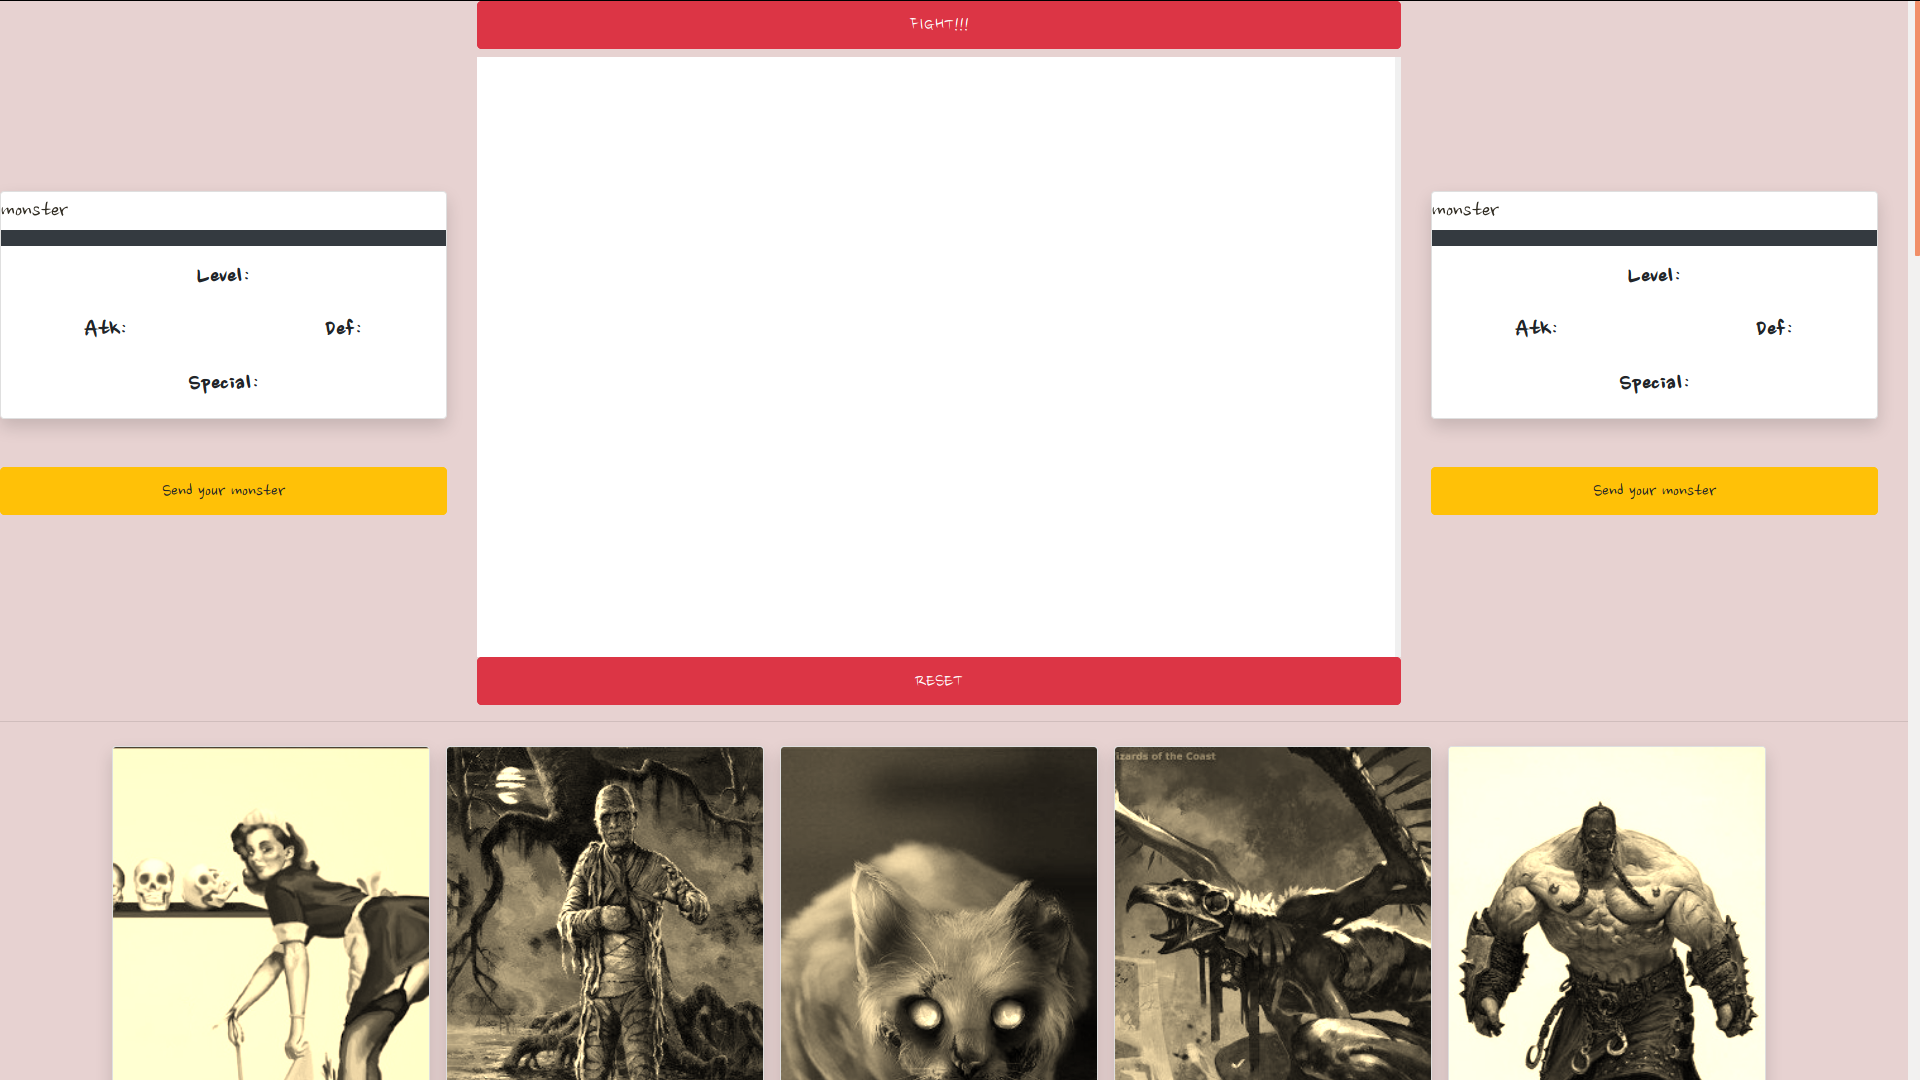 FIGHT!!!
monster
Level:
Atk:
Def:
Special:
Send your monster
monster
Level:
Atk:
Def:
Special:
Send your monster
RESET
izards of the Coast